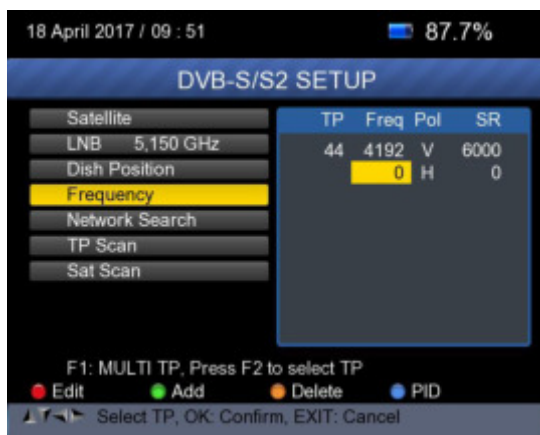 18 April 2017 / 09 : 51 87.7%
DVB-S/S2 SETUP
Satellite
LNB 5,150 GHz
Dish Position
Frequency
Network Search
TP Scan
Sat Scan
TP Freq Pol SR
44 4192 V 6000
0 H 0
F1: MULTI TP, Press F2 to select TP
Edit Add Delete PID
Select TP, OK: Confirm, EXIT: Cancel